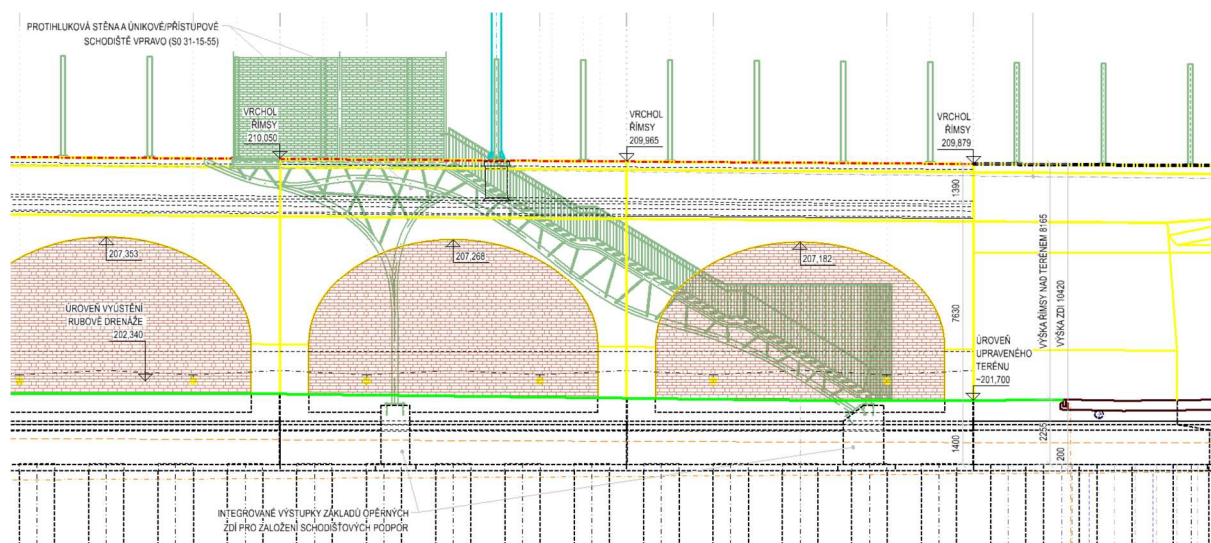 PROTIHLUKOVÁ STĚNA A ÚNIKOVÉ/PŘÍSTUPOVÉ
SCHODIŠTĚ VPRAVO (S0 31-15-55)
VRCHOL
ŘÍMSY
210,050
VRCHOL
ŘÍMSY
209,965
VRCHOL
ŘÍMSY
209,879
1390
207,353
207,268
207,182
VÝŠKA ŘÍMSY NAD TERÉNEM 8165
VÝŠKA ZDI 10420
7630
ÚROVEŇ VYÚSTĚNÍ
RUBOVÉ DRENÁŽE
202,340
ÚROVEŇ
UPRAVENÉHO
TERÉNU
~201,700
1400
2255
200
INTEGROVANÉ VÝSTUPKY ZÁKLADŮ OPĚRNÝCH
ZDÍ PRO ZALOŽENÍ SCHODIŠŤOVÝCH PODPOR